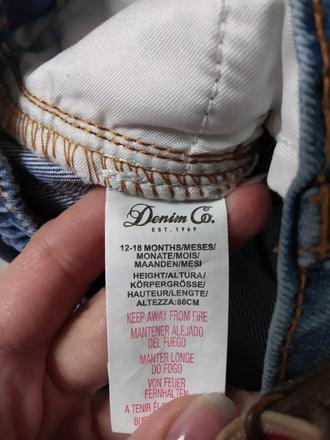 Denim Co.
EST. 1969
12-18 MONTHS/MESES/
MONATE/MOIS/
MAANDEN/MESI
HEIGHT/ALTURA/
KÖRPERGRÖSSE/
HAUTEUR/LENGTE/
ALTEZZA:86CM
KEEP AWAY FROM FIRE
MANTENER ALEJADO
DEL FUEGO
MANTER LONGE
DO FOGO
VON FEUER
FERNHALTEN
A TENIR